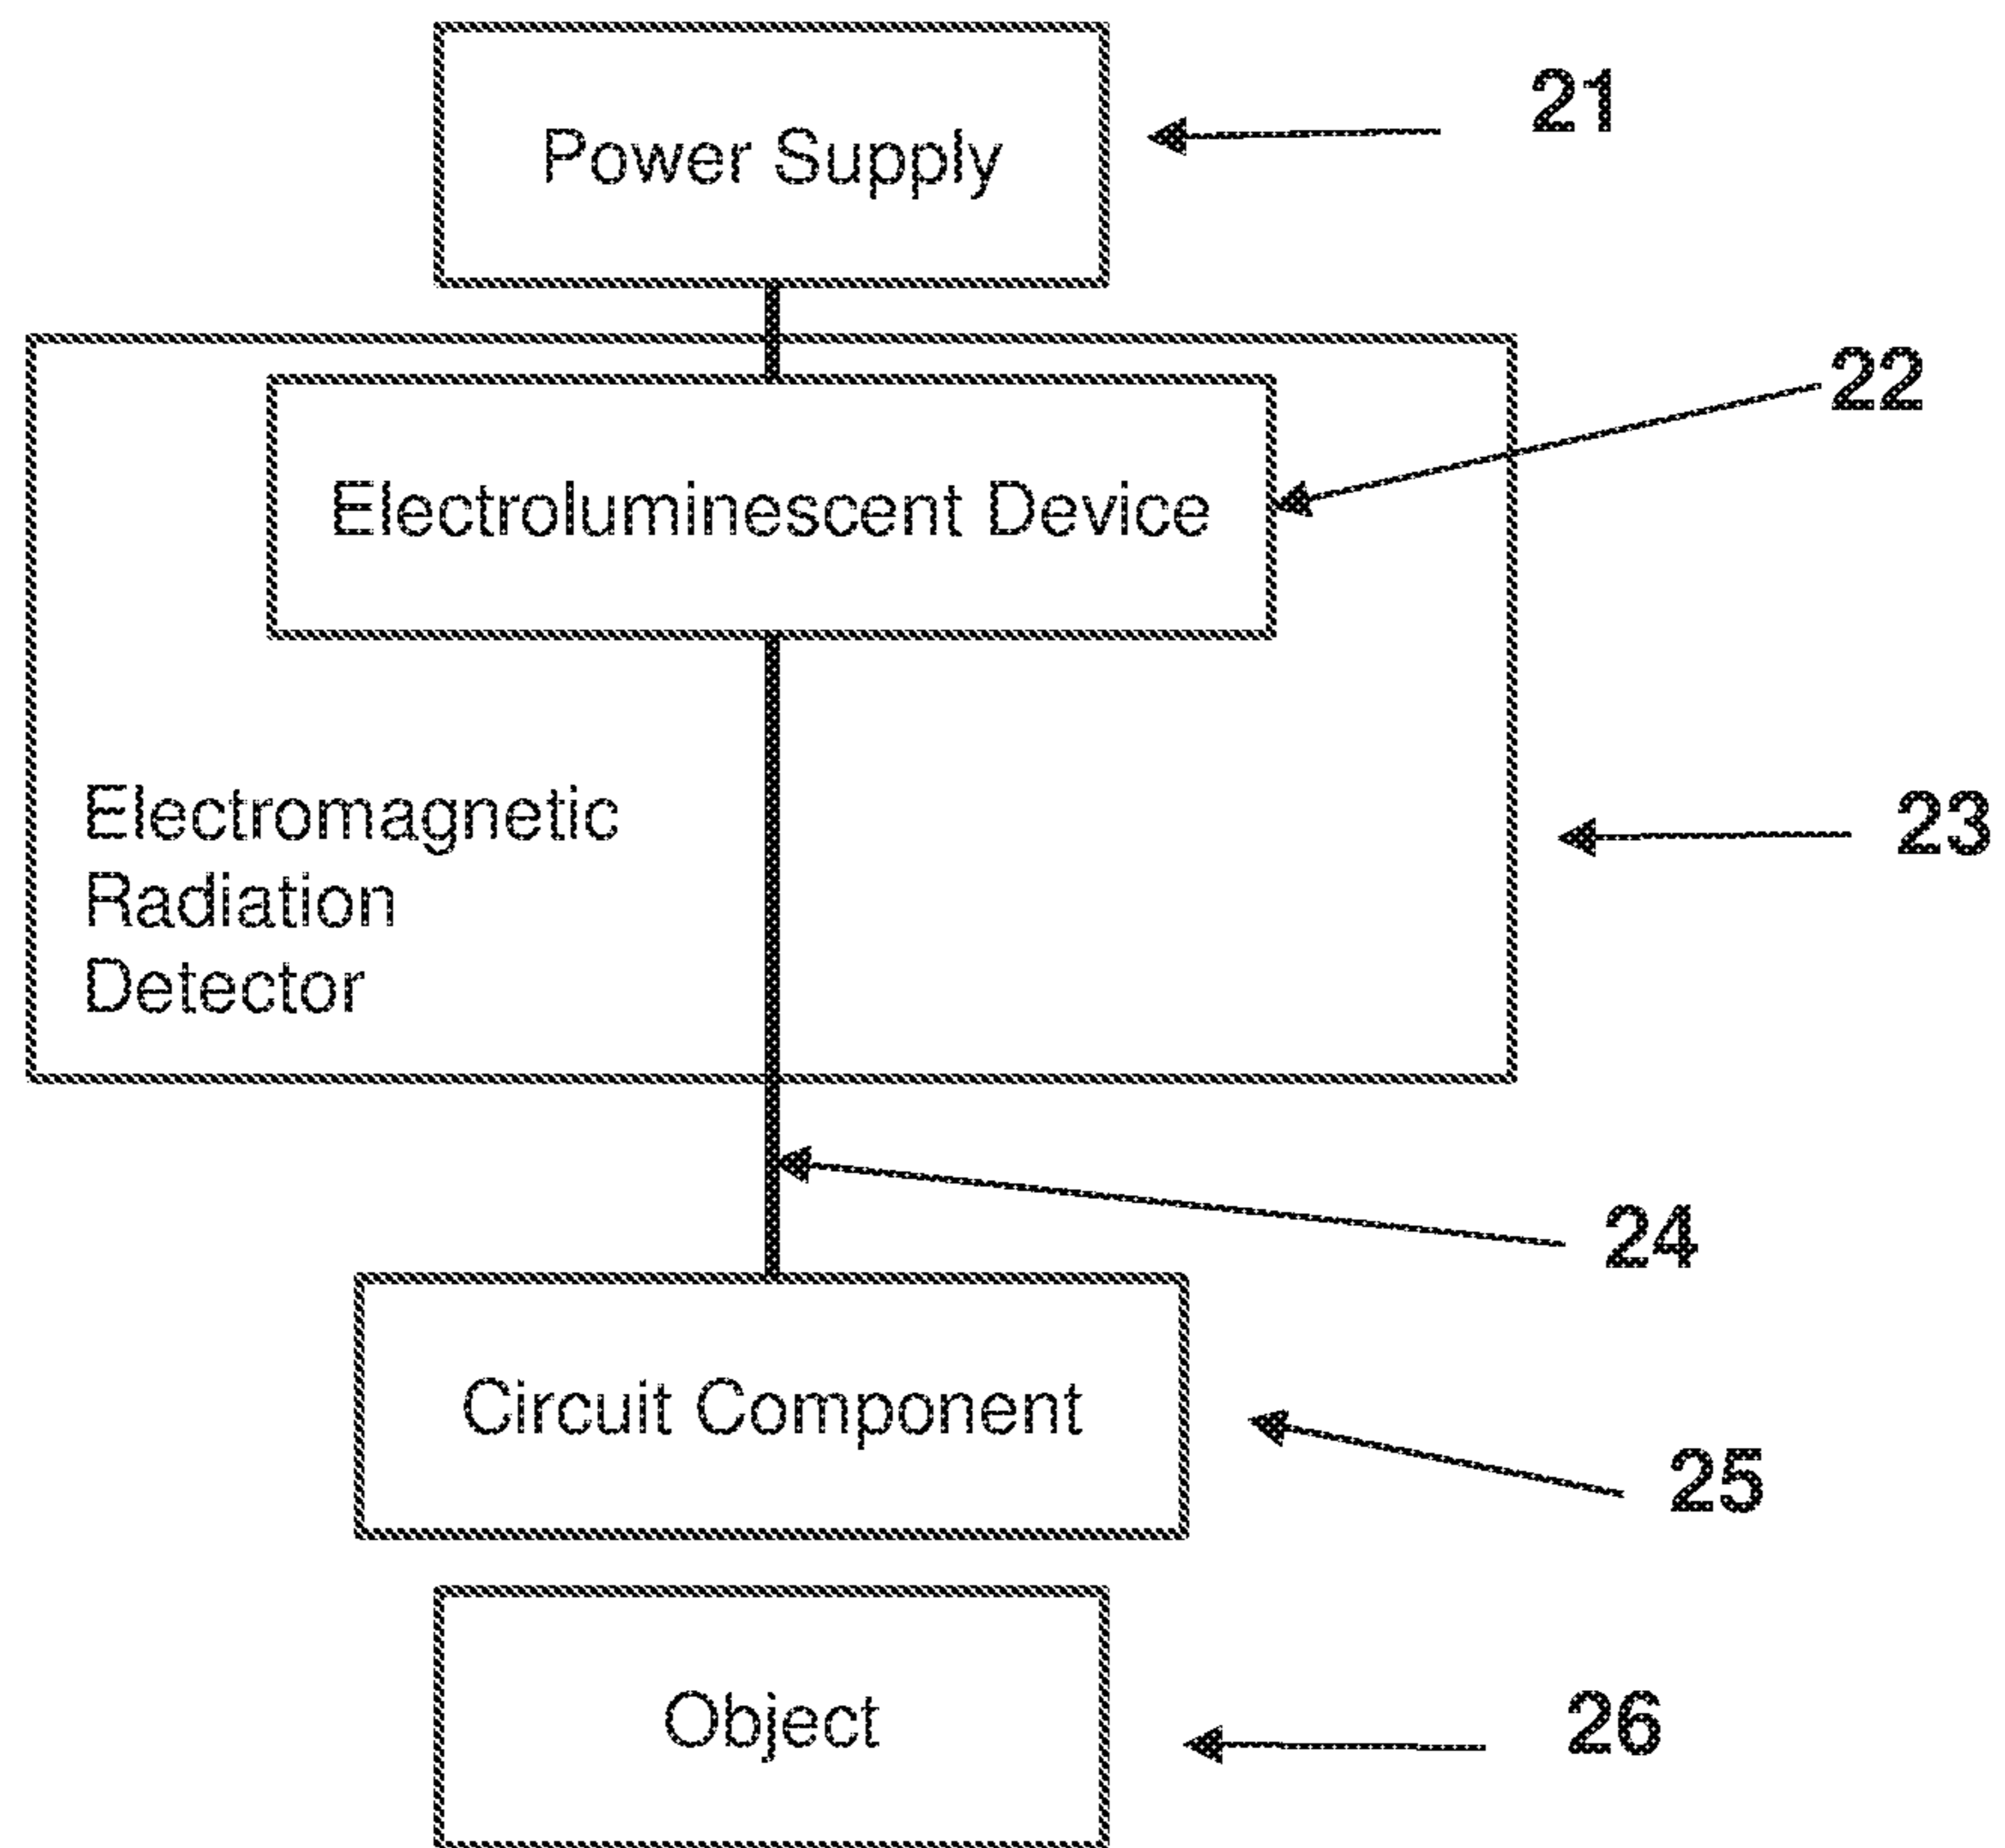 Power Supply
21
22
Electroluminescent Device
23
Electromagnetic
Radiation
Detector
24
Circuit Component
25
Object
26